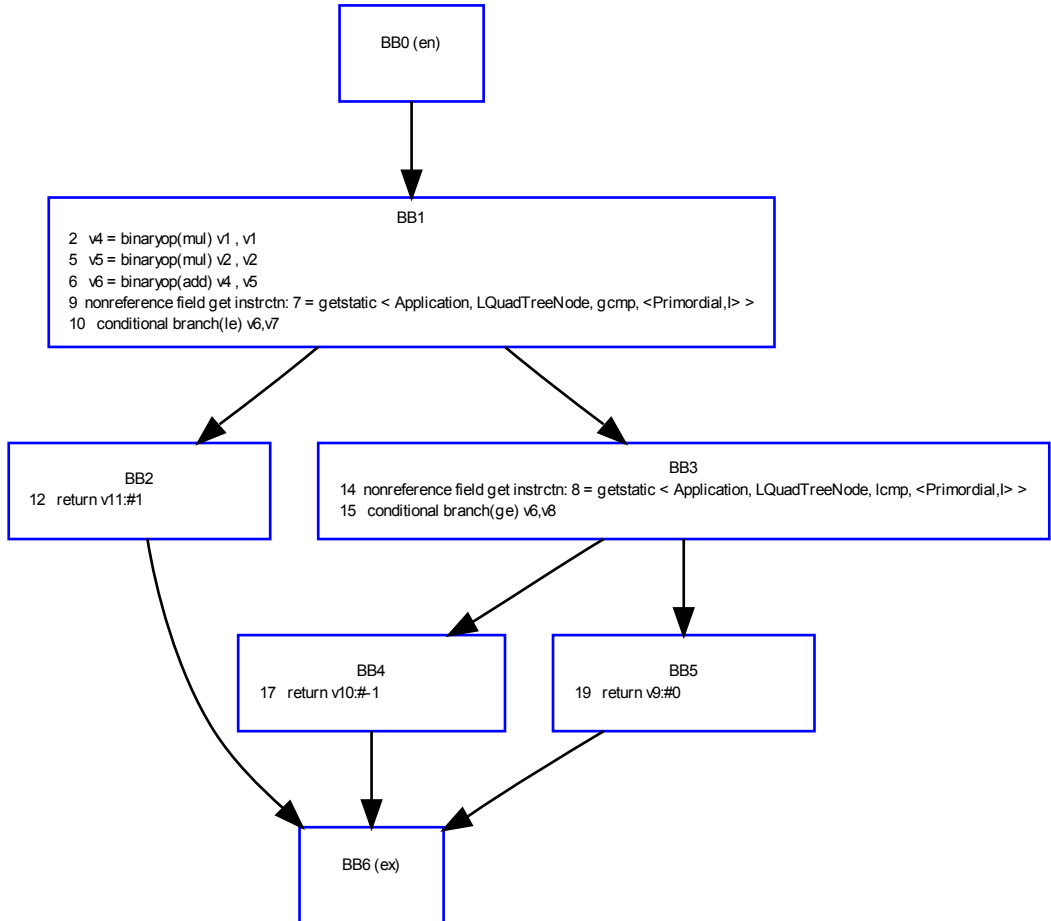 BB0 (en)
BB1
2 v4 = binaryop(mul) v1 , v1
5 v5 = binaryop(mul) v2 , v2
6 v6 = binaryop(add) v4 , v5
9 nonreference field get instrctn: 7 = getstatic < Application, LQuadTreeNode, gcmp, <Primordial,I> >
10 conditional branch(le) v6,v7
BB2
12 return v11:#1
BB3
14 nonreference field get instrctn: 8 = getstatic < Application, LQuadTreeNode, lcmp, <Primordial,I> >
15 conditional branch(ge) v6,v8
BB4
17 return v10:#-1
BB5
19 return v9:#0
BB6 (ex)